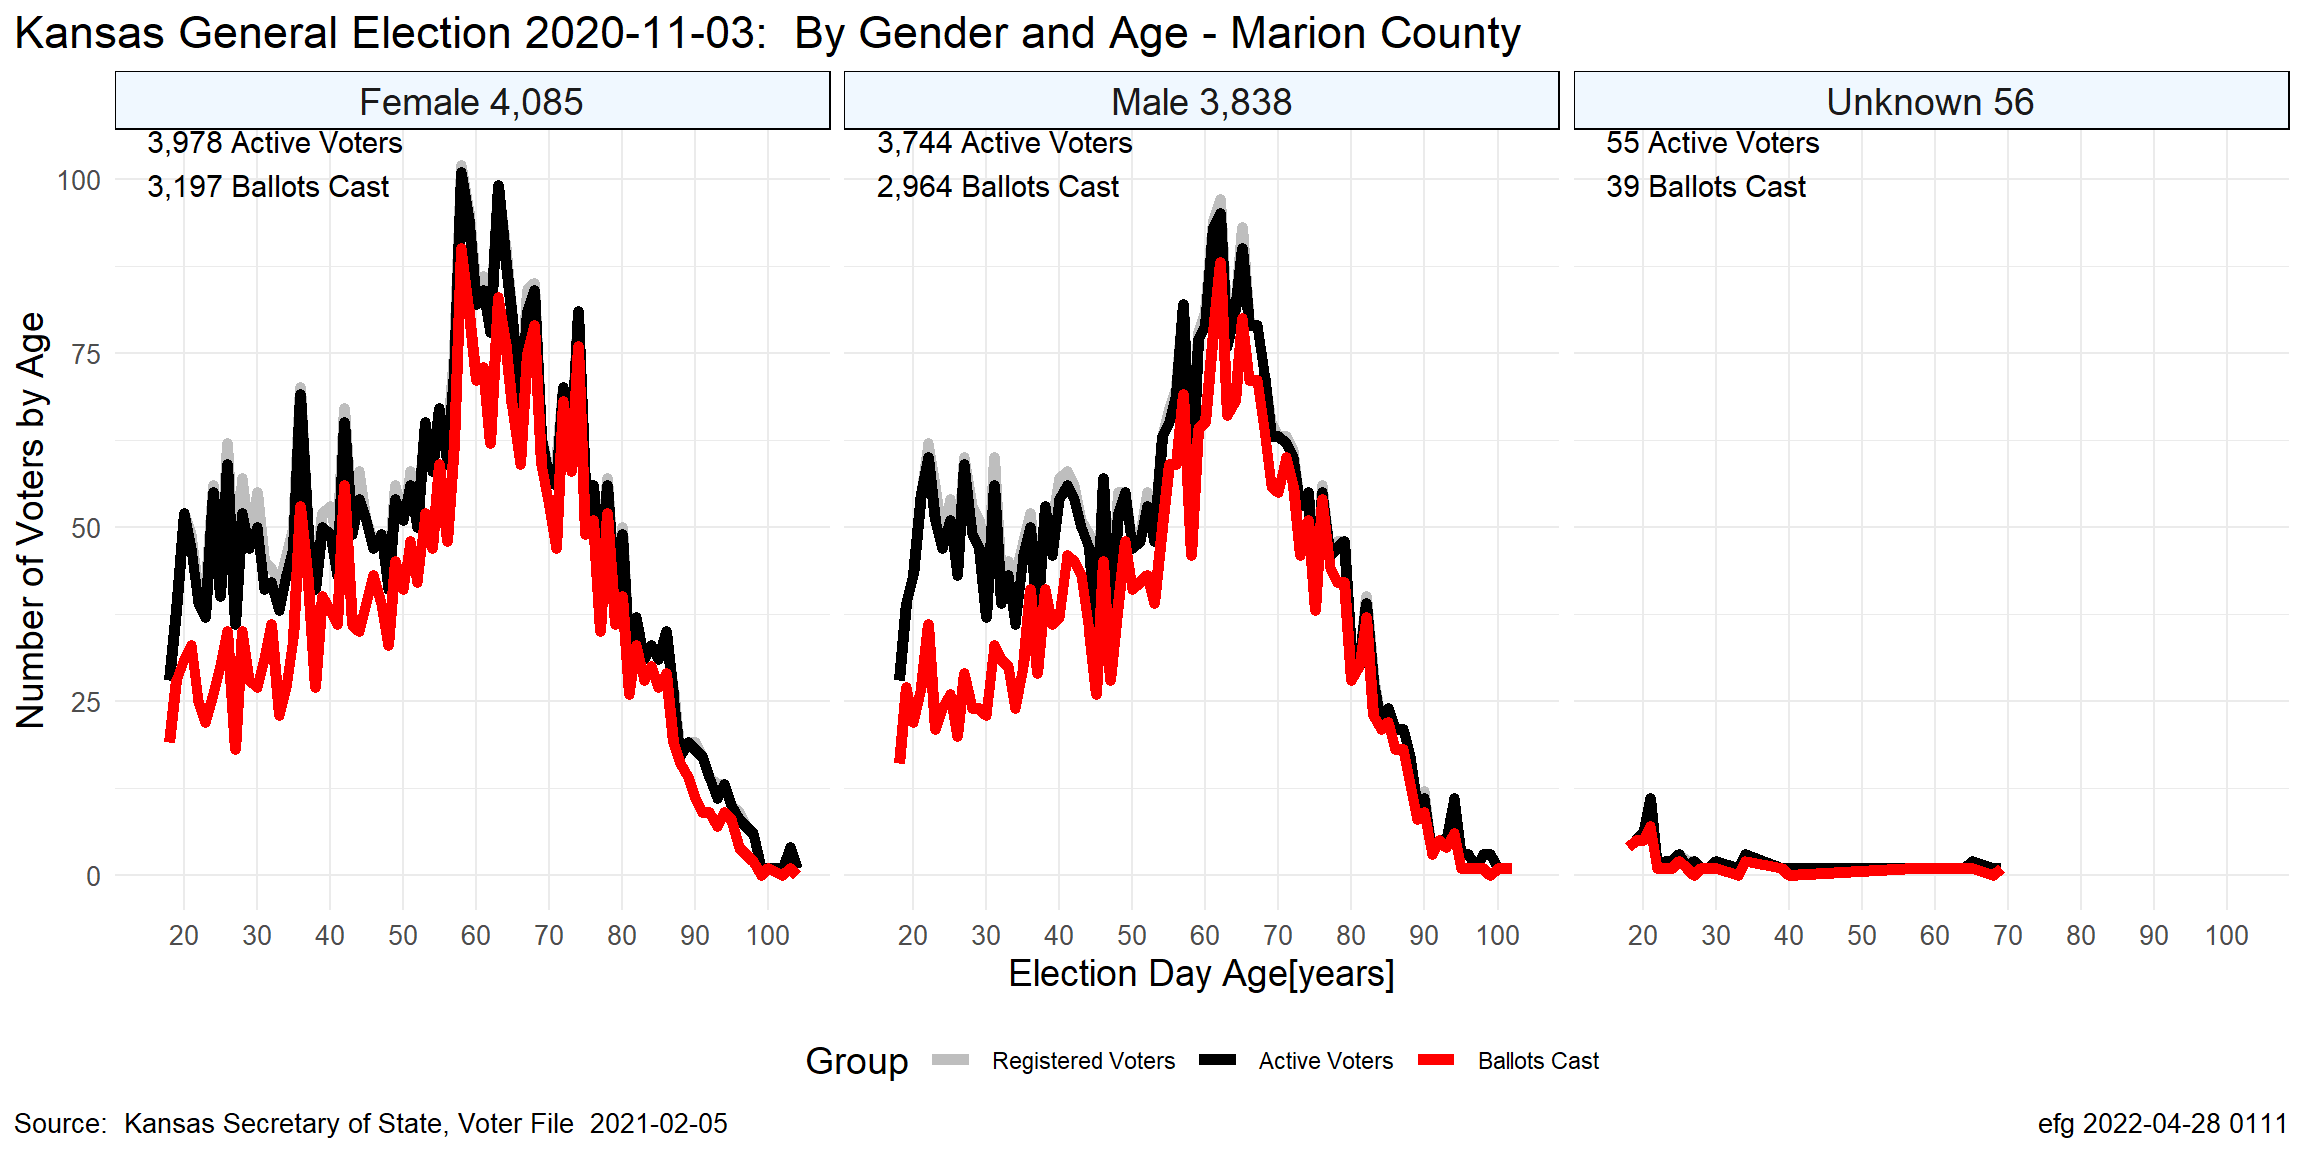 Kansas General Election 2020-11-03:  By Gender and Age - Marion County
Female 4,085
Male 3,838
Unknown 56
3,978 Active Voters
3,197 Ballots Cast
3,744 Active Voters
2,964 Ballots Cast
55 Active Voters
39 Ballots Cast
Number of Voters by Age
100
75
50
25
0
20 30 40 50 60 70 80 90 100
20 30 40 50 60 70 80 90 100
20 30 40 50 60 70 80 90 100
Election Day Age[years]
Group Registered Voters Active Voters Ballots Cast
Source:  Kansas Secretary of State, Voter File  2021-02-05
efg 2022-04-28 0111